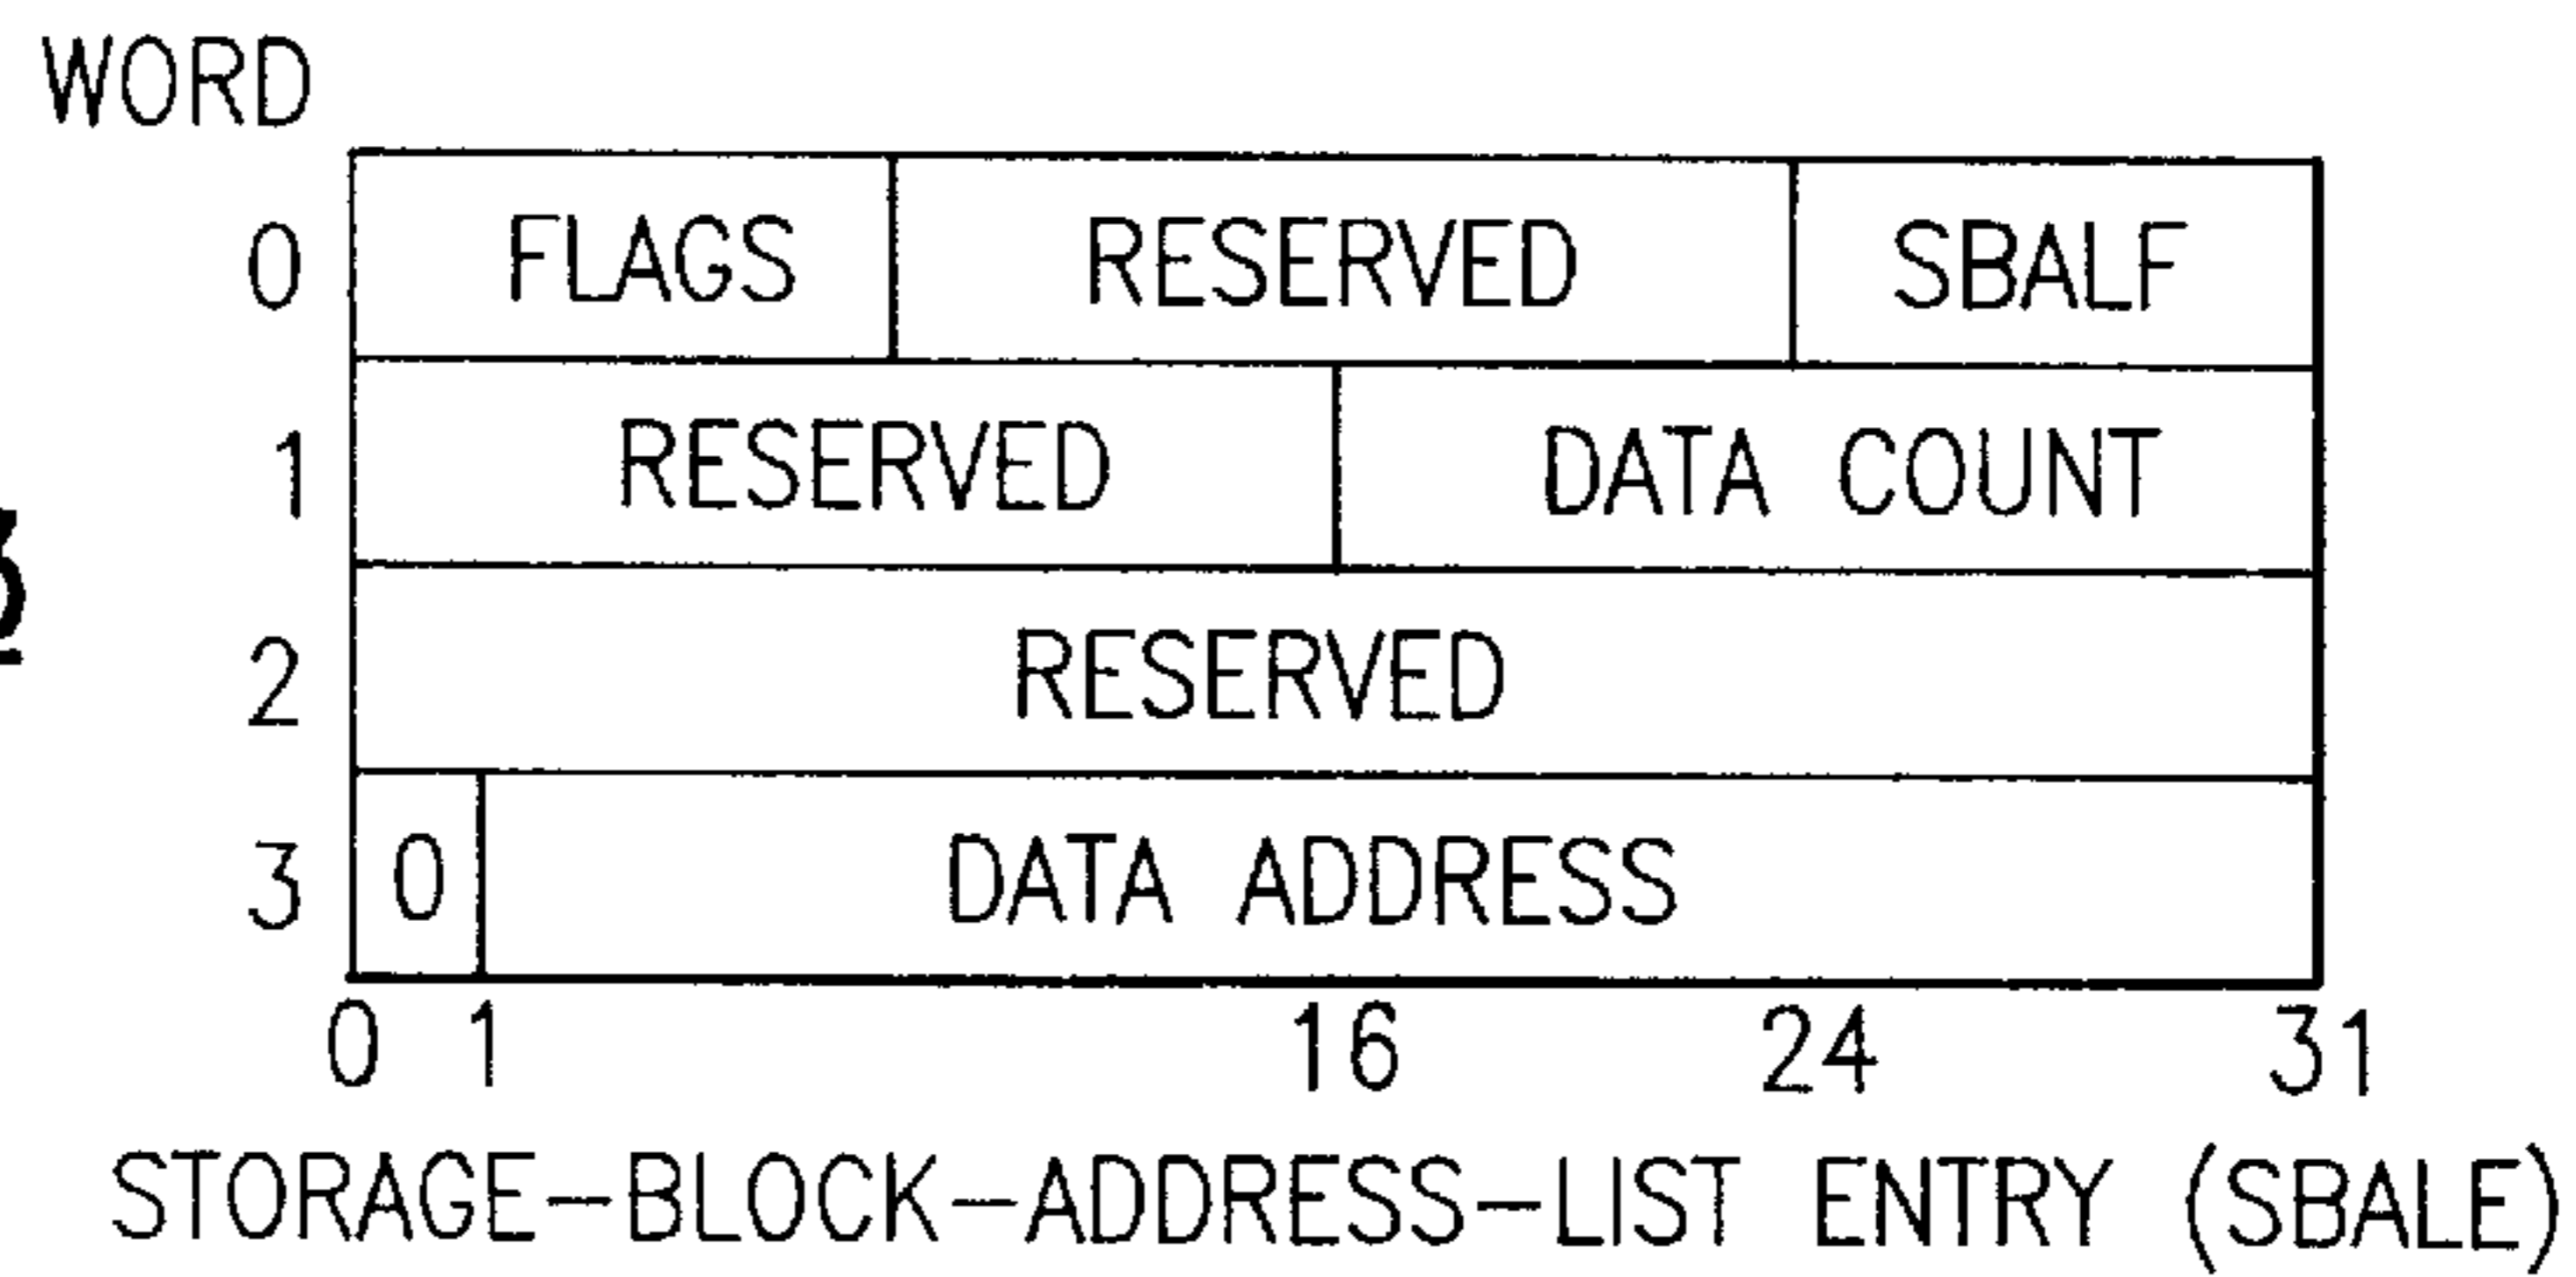 WORD
0 FLAGS RESERVED SBALF
1 RESERVED DATA COUNT
2 RESERVED
3 0 DATA ADDRESS
0 1 16 24 31
STORAGE-BLOCK-ADDRESS-LIST ENTRY (SBALE)